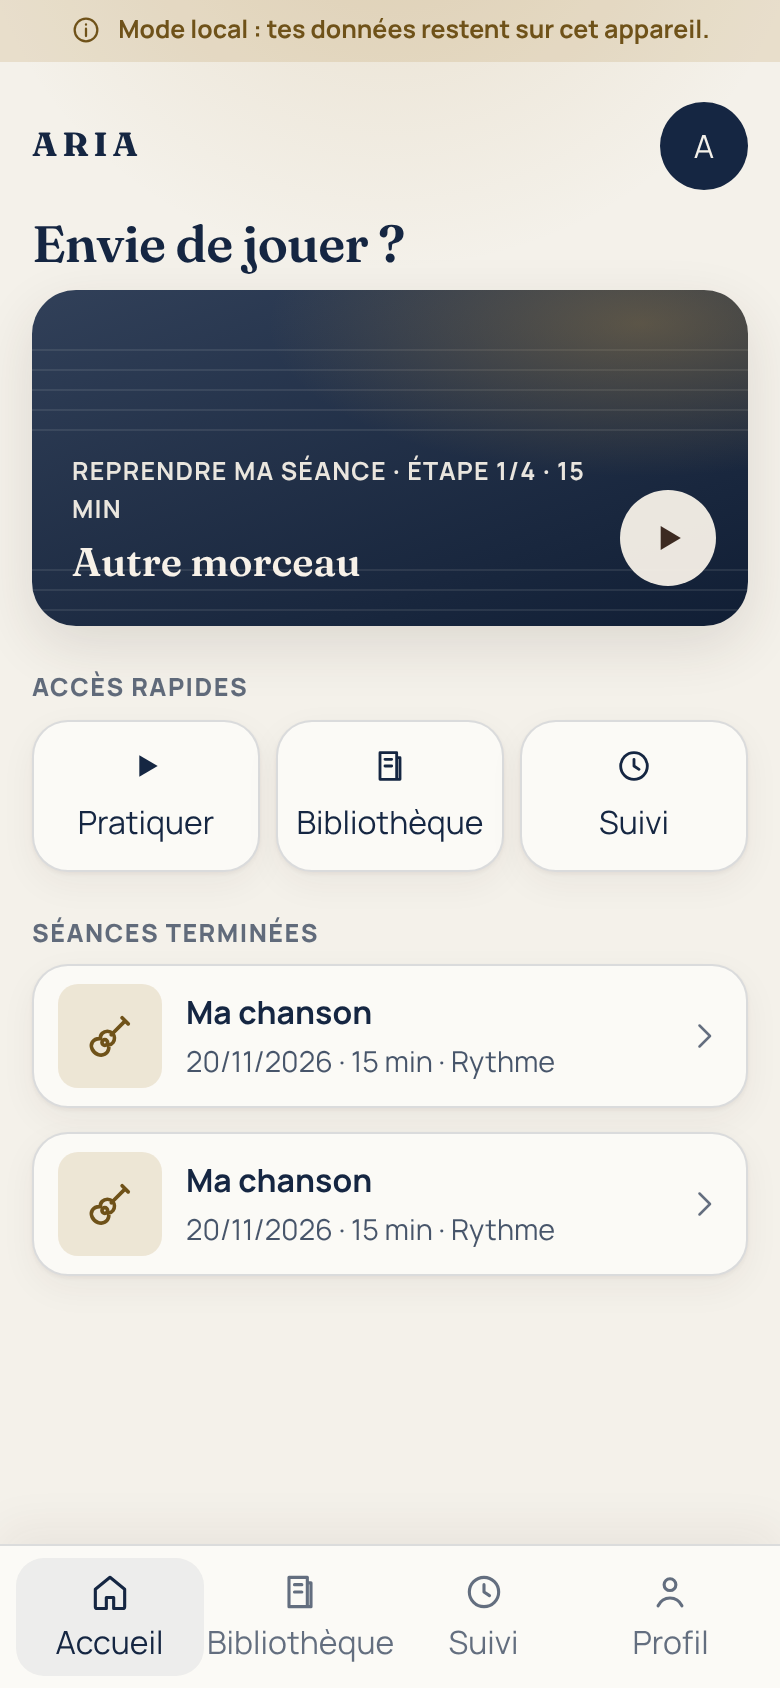 Mode local : tes données restent sur cet appareil.
ARIA
A
Envie de jouer ?
REPRENDRE MA SÉANCE · ÉTAPE 1/4 · 15
MIN
Autre morceau
ACCÈS RAPIDES
Pratiquer
Bibliothèque
Suivi
SÉANCES TERMINÉES
Ma chanson
20/11/2026 · 15 min · Rythme
Ma chanson
20/11/2026 · 15 min · Rythme
Accueil
Bibliothèque
Suivi
Profil